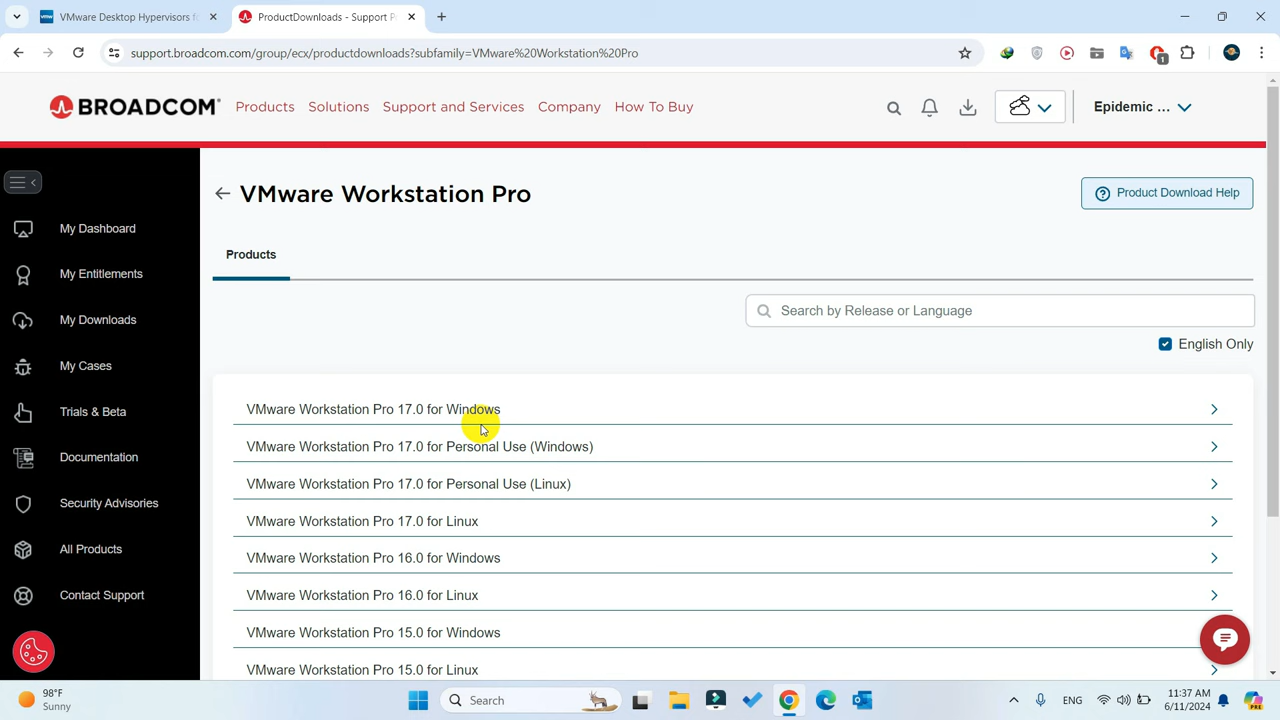 VMware Desktop Hypervisors fo
ProductDownloads - Support Po
support.broadcom.com/group/ecx/productdownloads?subfamily=VMware%20Workstation%20Pro
1
BROADCOM
Products
Solutions
Support and Services
Company
How To Buy
Epidemic ...
VMware Workstation Pro
Product Download Help
My Dashboard
My Entitlements
My Downloads
My Cases
Trials & Beta
Documentation
Security Advisories
All Products
Contact Support
Products
Search by Release or Language
English Only
VMware Workstation Pro 17.0 for Windows
VMware Workstation Pro 17.0 for Personal Use (Windows)
VMware Workstation Pro 17.0 for Personal Use (Linux)
VMware Workstation Pro 17.0 for Linux
VMware Workstation Pro 16.0 for Windows
VMware Workstation Pro 16.0 for Linux
VMware Workstation Pro 15.0 for Windows
VMware Workstation Pro 15.0 for Linux
98°F
Sunny
Search
ENG
11:37 AM
6/11/2024
PRE